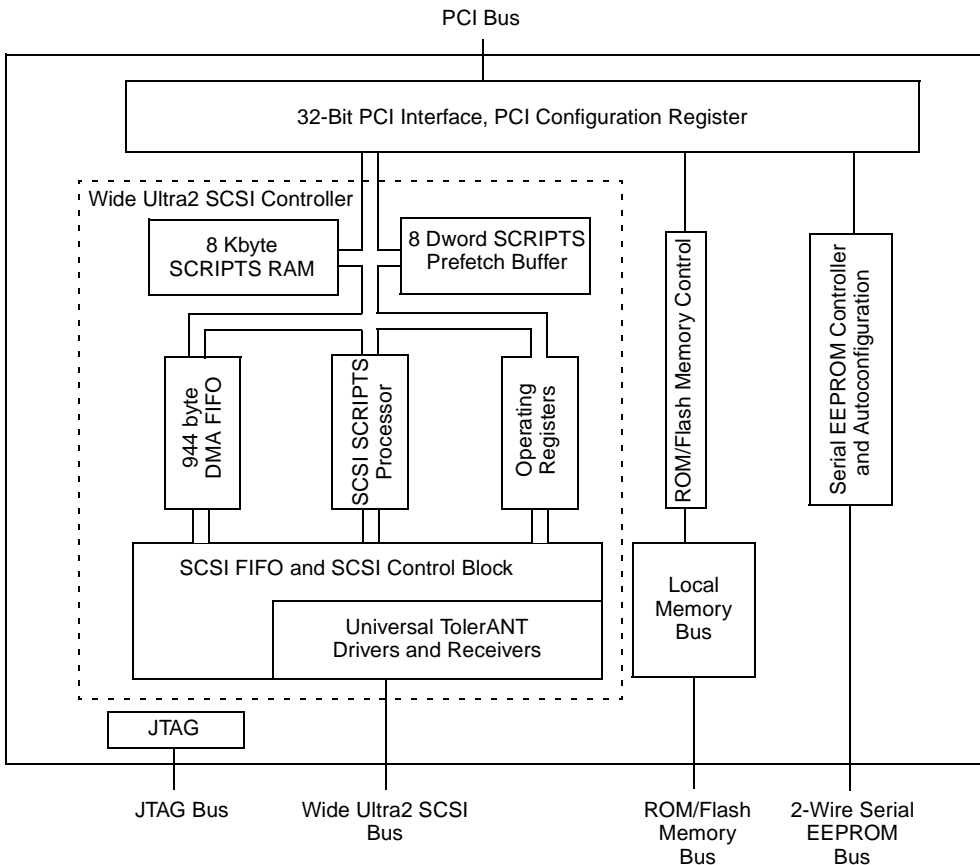 PCI Bus
32-Bit PCI Interface, PCI Configuration Register
Wide Ultra2 SCSI Controller
8 Kbyte
SCRIPTS RAM
8 Dword SCRIPTS
Prefetch Buffer
944 byte
DMA FIFO
SCSI SCRIPTS
Processor
Operating
Registers
ROM/Flash Memory Control
Serial EEPROM Controller
and Autoconfiguration
SCSI FIFO and SCSI Control Block
Universal TolerANT
Drivers and Receivers
Local
Memory
Bus
JTAG
JTAG Bus
Wide Ultra2 SCSI
Bus
ROM/Flash
Memory
Bus
2-Wire Serial
EEPROM
Bus